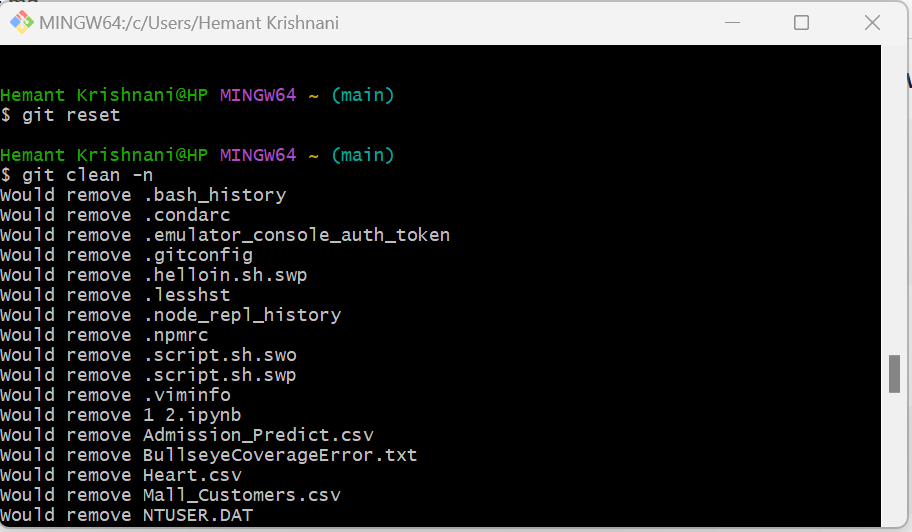 MINGW64:/c/Users/Hemant Krishnani
Hemant Krishnani@HP MINGW64 ~ (main)
$ git reset
Hemant Krishnani@HP MINGW64 ~ (main)
$ git clean -n
Would remove .bash_history
Would remove .condarc
Would remove .emulator_console_auth_token
Would remove .gitconfig
Would remove .helloin.sh.swp
Would remove .lesshst
Would remove .node_repl_history
Would remove .npmrc
Would remove .script.sh.swo
Would remove .script.sh.swp
Would remove .viminfo
Would remove 1 2.ipynb
Would remove Admission_Predict.csv
Would remove BullseyeCoverageError.txt
Would remove Heart.csv
Would remove Mall_Customers.csv
Would remove NTUSER.DAT